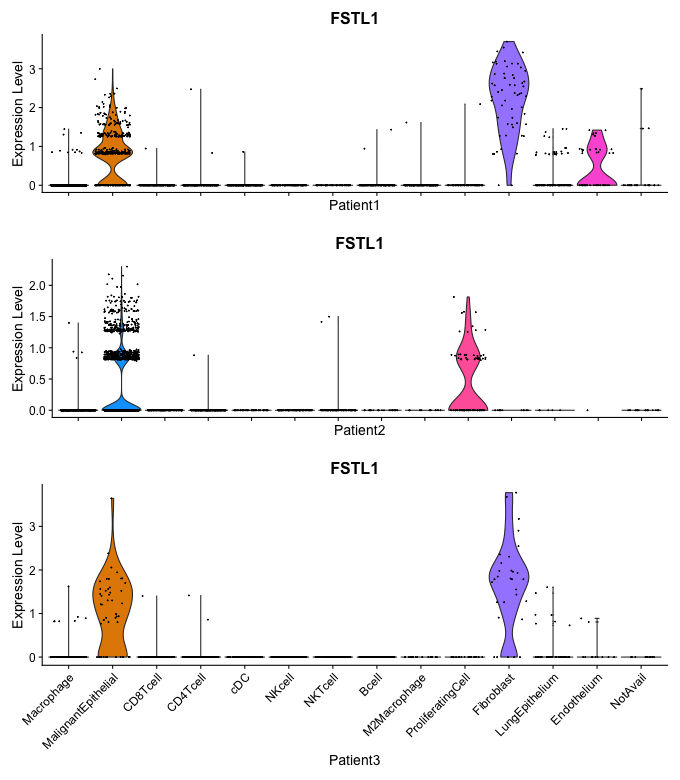 FSTL1
Expression Level
3
2
1
0
Patient1
FSTL1
Expression Level
2.0
1.5
1.0
0.5
0.0
Patient2
FSTL1
Expression Level
3
2
1
0
Macrophage
MalignantEpithelial
CD8Tcell
CD4Tcell
cDC
NKcell
NKTcell
Bcell
M2Macrophage
ProliferatingCell
Fibroblast
LungEpithelium
Endothelium
NotAvail
Patient3